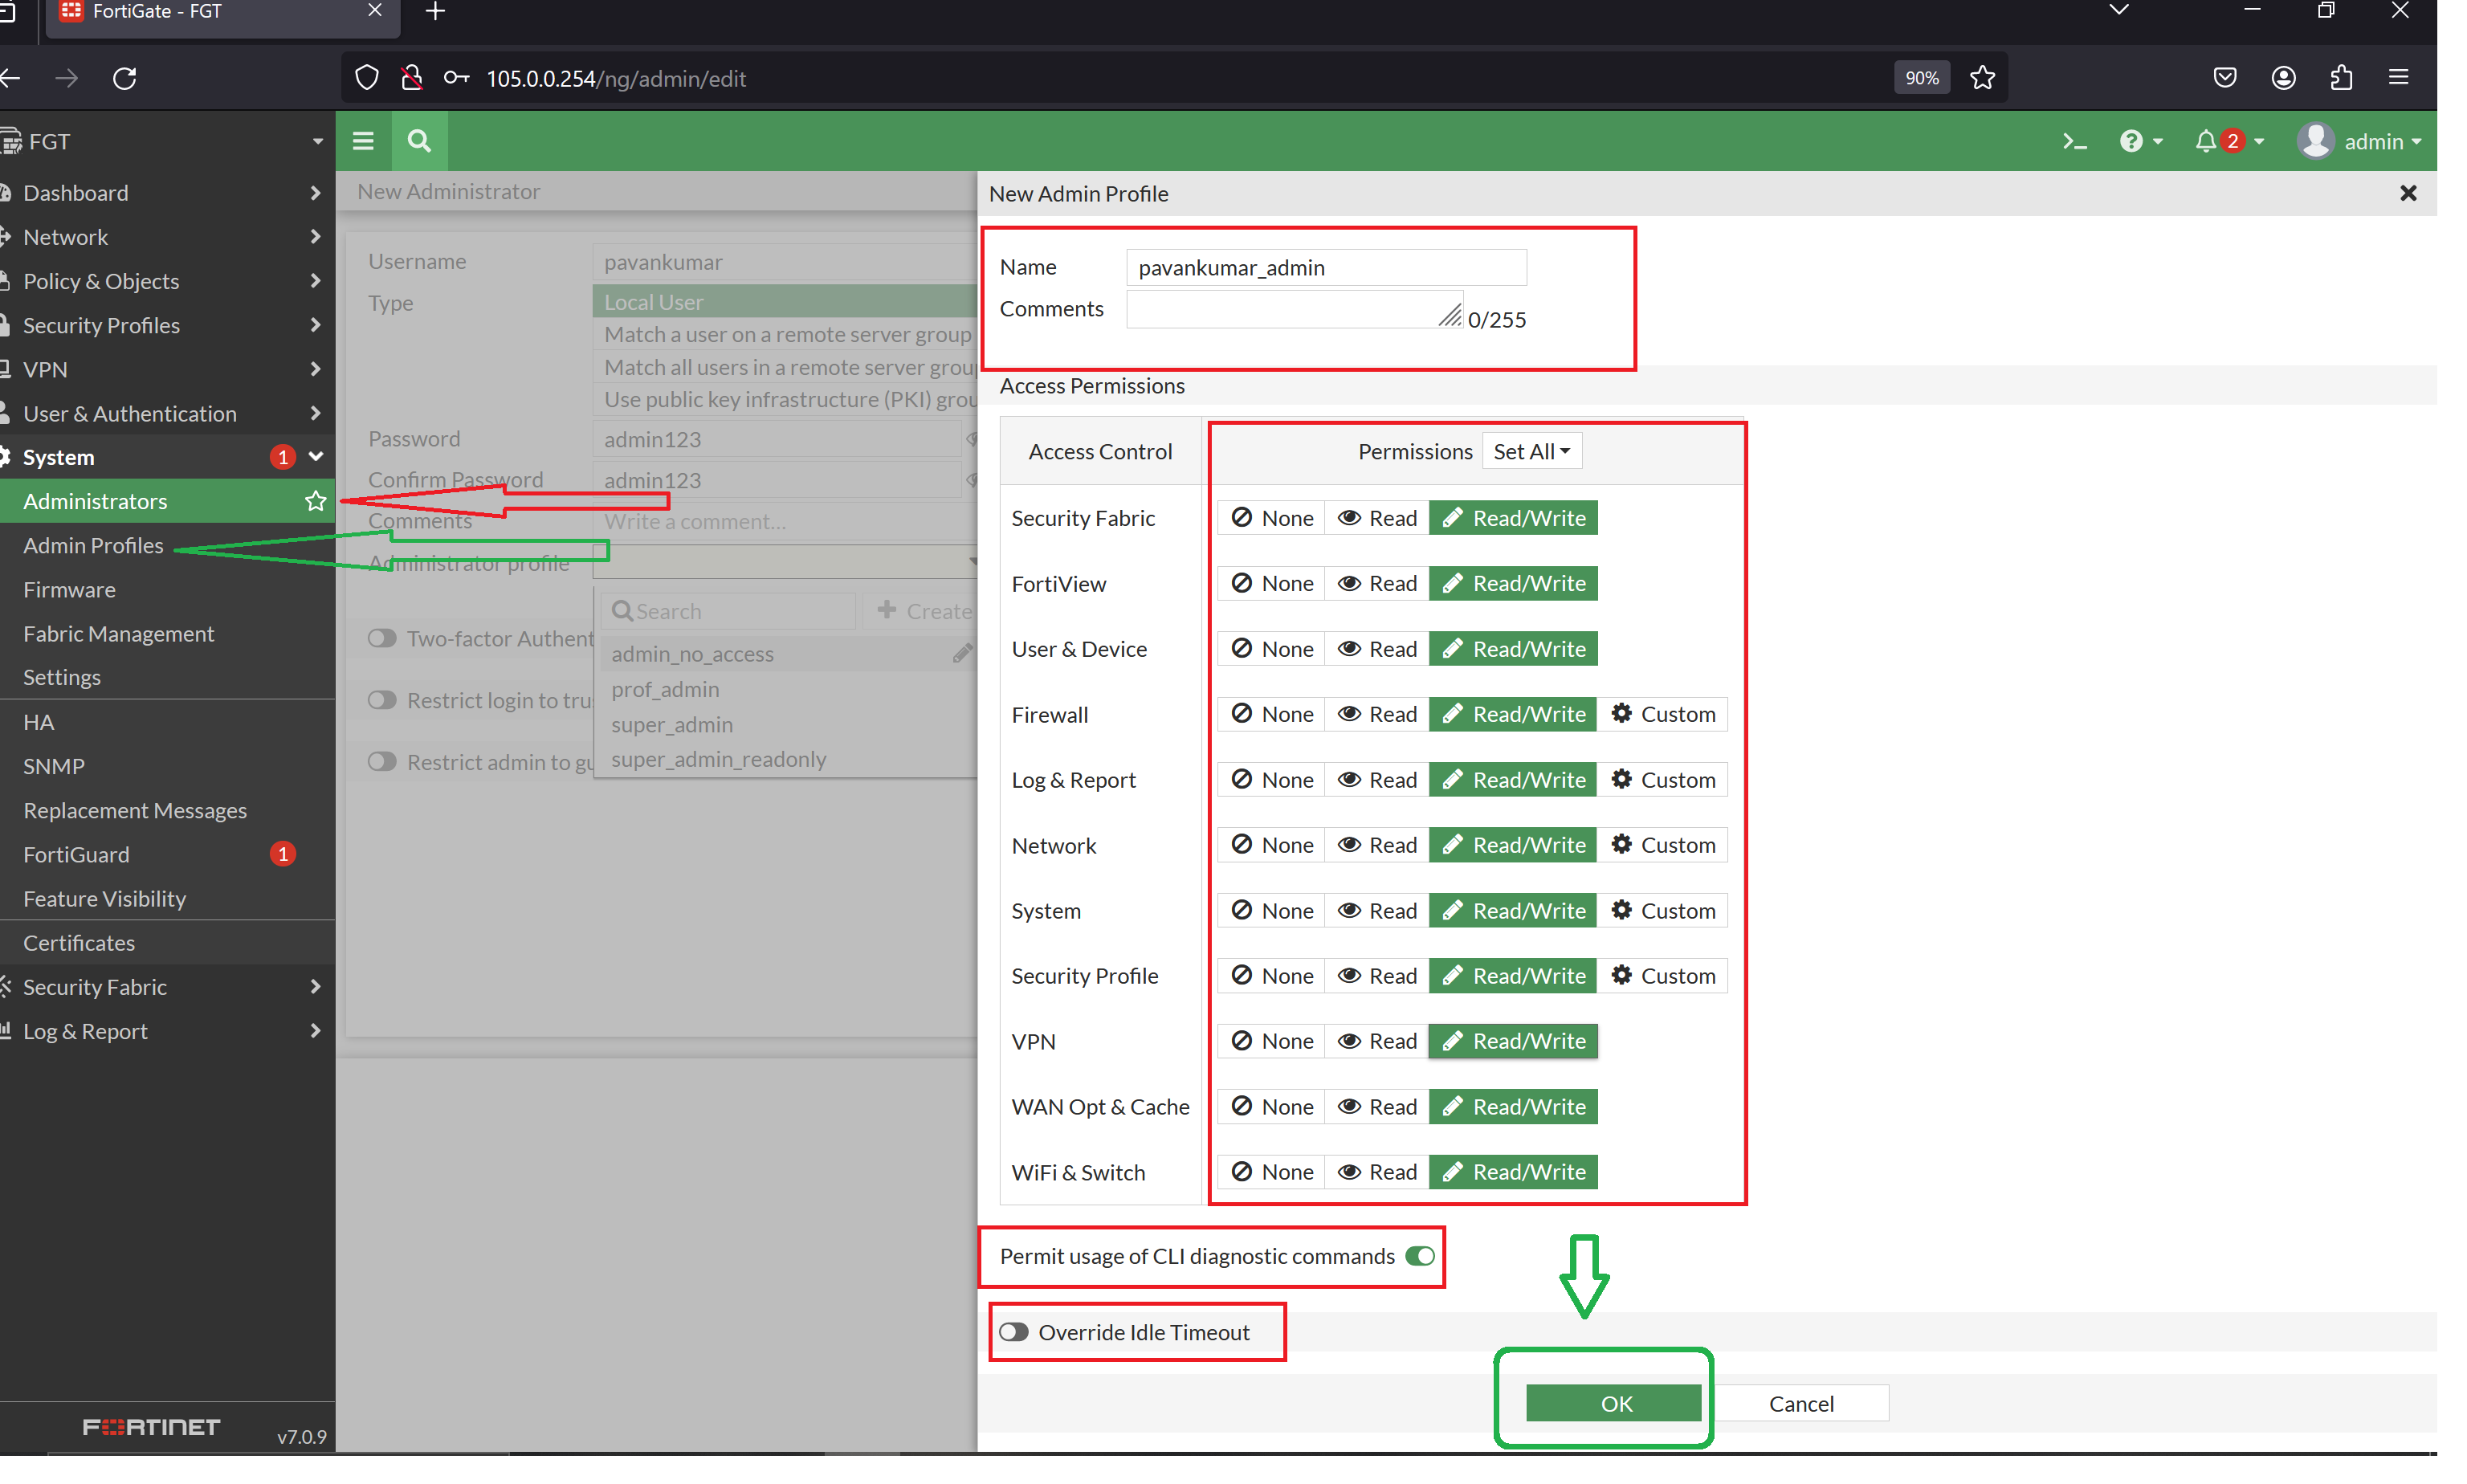 FortiGate - FGT
105.0.0.254/ng/admin/edit
90%
FGT
2
admin
Dashboard
Network
Policy & Objects
Security Profiles
VPN
User & Authentication
System 1
Administrators
Admin Profiles
Firmware
Fabric Management
Settings
HA
SNMP
Replacement Messages
FortiGuard 1
Feature Visibility
Certificates
Security Fabric
Log & Report
FORTINET v7.0.9
New Administrator
Username pavankumar
Type Local User
Match a user on a remote server group
Match all users in a remote server group
Use public key infrastructure (PKI) grou
Password admin123
Confirm Password admin123
Comments Write a comment...
Administrator profile
Search Create
Two-factor Authent
admin_no_access
prof_admin
Restrict login to tru
super_admin
Restrict admin to gu
super_admin_readonly
New Admin Profile
Name pavankumar_admin
Comments 0/255
Access Permissions
Access Control Permissions Set All
Security Fabric None Read Read/Write
FortiView None Read Read/Write
User & Device None Read Read/Write
Firewall None Read Read/Write Custom
Log & Report None Read Read/Write Custom
Network None Read Read/Write Custom
System None Read Read/Write Custom
Security Profile None Read Read/Write Custom
VPN None Read Read/Write
WAN Opt & Cache None Read Read/Write
WiFi & Switch None Read Read/Write
Permit usage of CLI diagnostic commands
Override Idle Timeout
OK Cancel